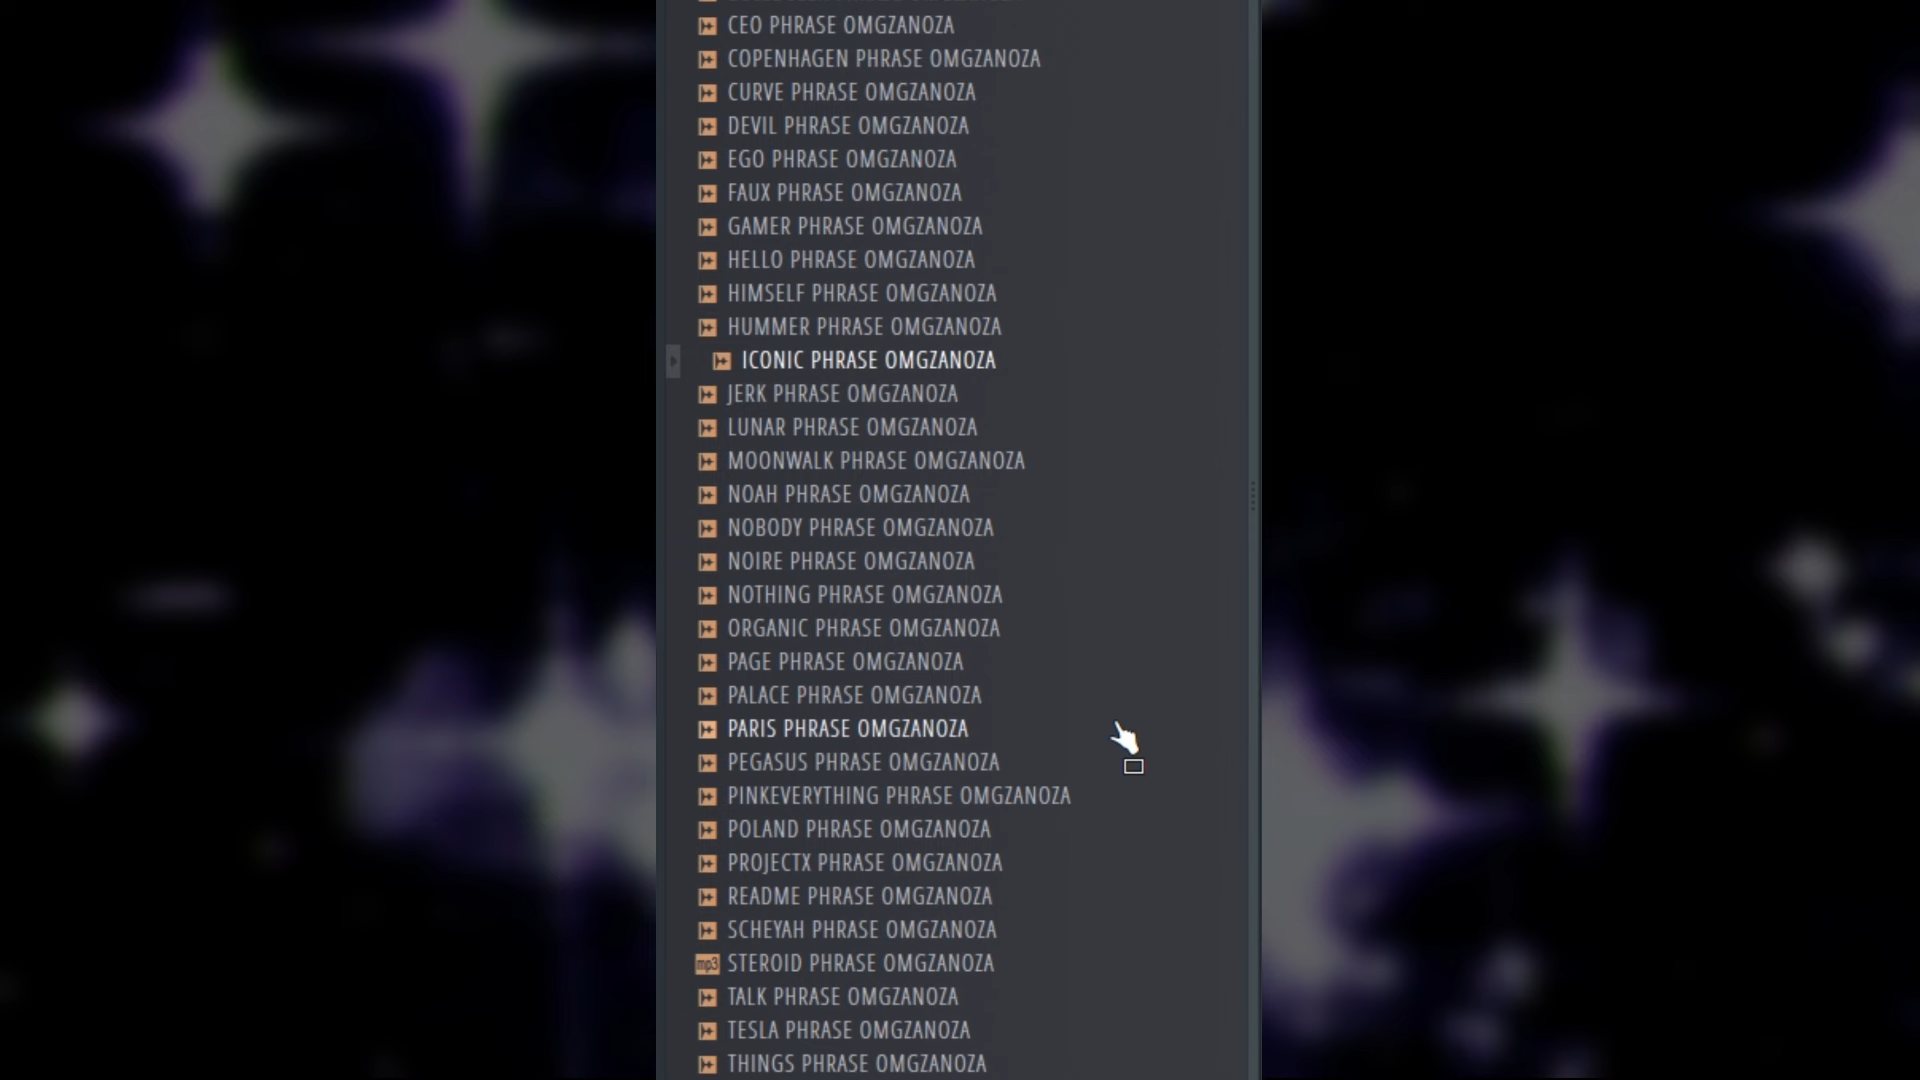 CEO PHRASE OMGZANOZA
COPENHAGEN PHRASE OMGZANOZA
CURVE PHRASE OMGZANOZA
DEVIL PHRASE OMGZANOZA
EGO PHRASE OMGZANOZA
FAUX PHRASE OMGZANOZA
GAMER PHRASE OMGZANOZA
HELLO PHRASE OMGZANOZA
HIMSELF PHRASE OMGZANOZA
HUMMER PHRASE OMGZANOZA
ICONIC PHRASE OMGZANOZA
JERK PHRASE OMGZANOZA
LUNAR PHRASE OMGZANOZA
MOONWALK PHRASE OMGZANOZA
NOAH PHRASE OMGZANOZA
NOBODY PHRASE OMGZANOZA
NOIRE PHRASE OMGZANOZA
NOTHING PHRASE OMGZANOZA
ORGANIC PHRASE OMGZANOZA
PAGE PHRASE OMGZANOZA
PALACE PHRASE OMGZANOZA
PARIS PHRASE OMGZANOZA
PEGASUS PHRASE OMGZANOZA
PINKEVERYTHING PHRASE OMGZANOZA
POLAND PHRASE OMGZANOZA
PROJECTX PHRASE OMGZANOZA
README PHRASE OMGZANOZA
SCHEYAH PHRASE OMGZANOZA
mp3 STEROID PHRASE OMGZANOZA
TALK PHRASE OMGZANOZA
TESLA PHRASE OMGZANOZA
THINGS PHRASE OMGZANOZA